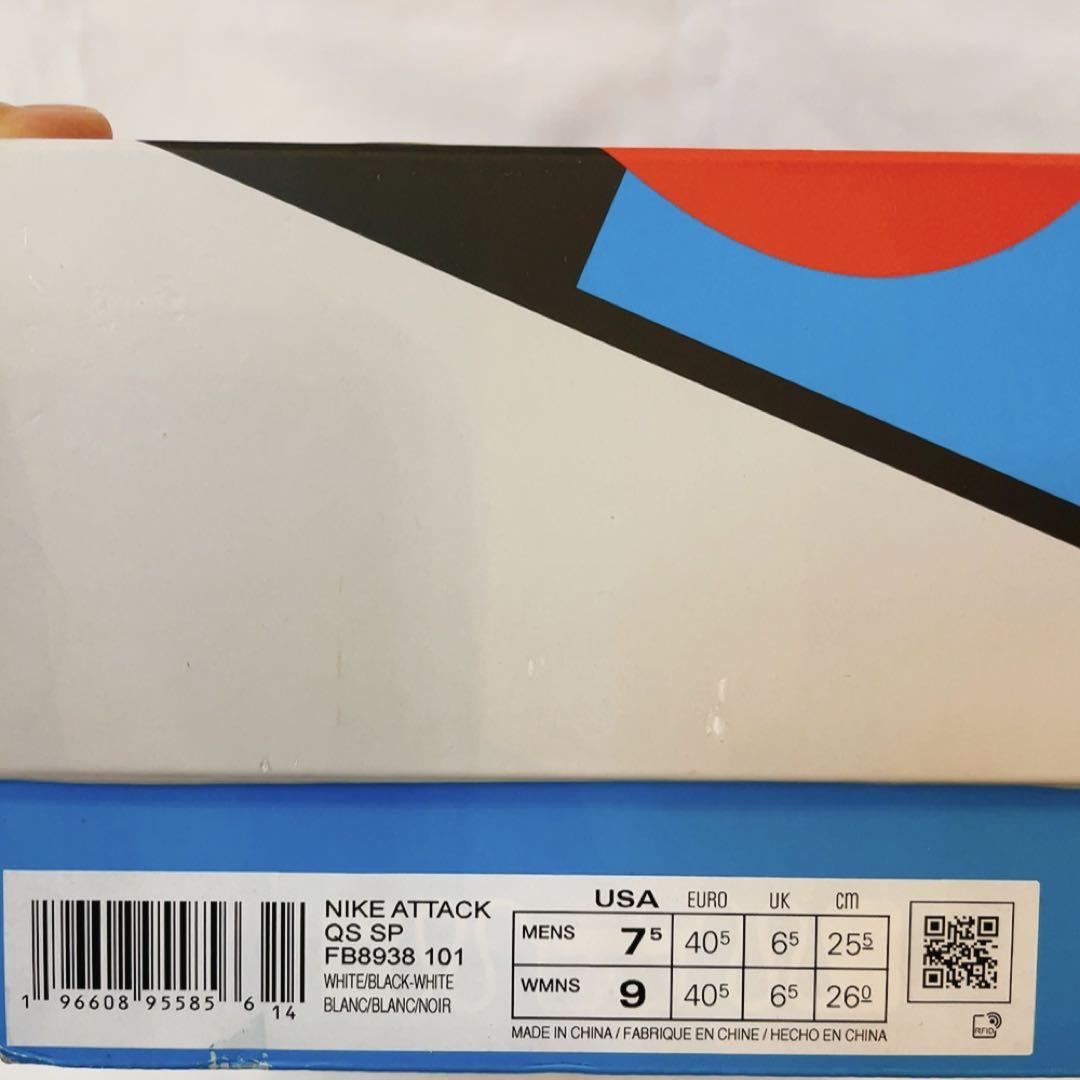 NIKE ATTACK
QS SP
FB8938 101
WHITE/BLACK-WHITE
BLANC/BLANC/NOIR
1 96608 95585 6 14
USA EURO UK cm
MENS 7⁵ 40⁵ 6⁵ 25⁵
WMNS 9 40⁵ 6⁵ 26⁰
MADE IN CHINA / FABRIQUE EN CHINE / HECHO EN CHINA
RFID